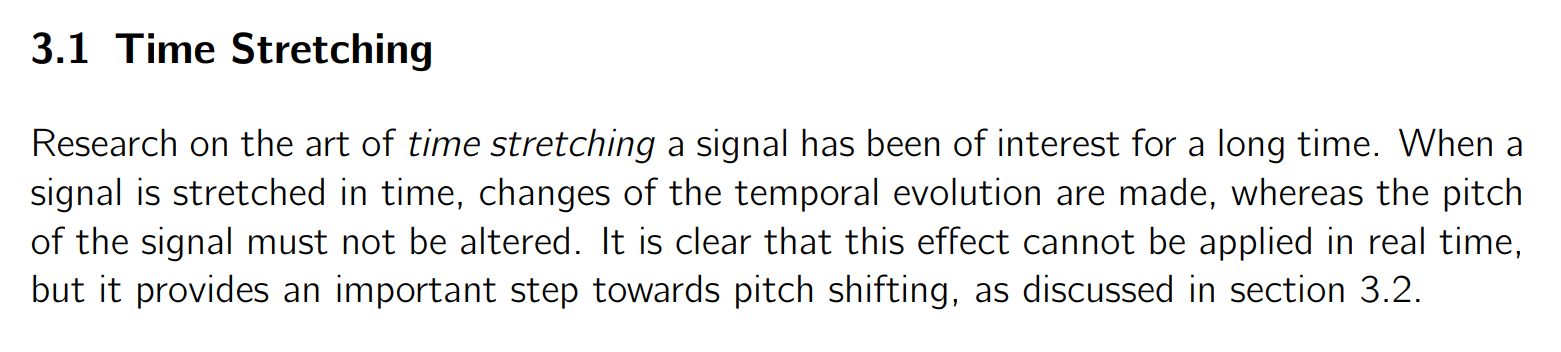 3.1 Time Stretching
Research on the art of time stretching a signal has been of interest for a long time. When a
signal is stretched in time, changes of the temporal evolution are made, whereas the pitch
of the signal must not be altered. It is clear that this effect cannot be applied in real time,
but it provides an important step towards pitch shifting, as discussed in section 3.2.